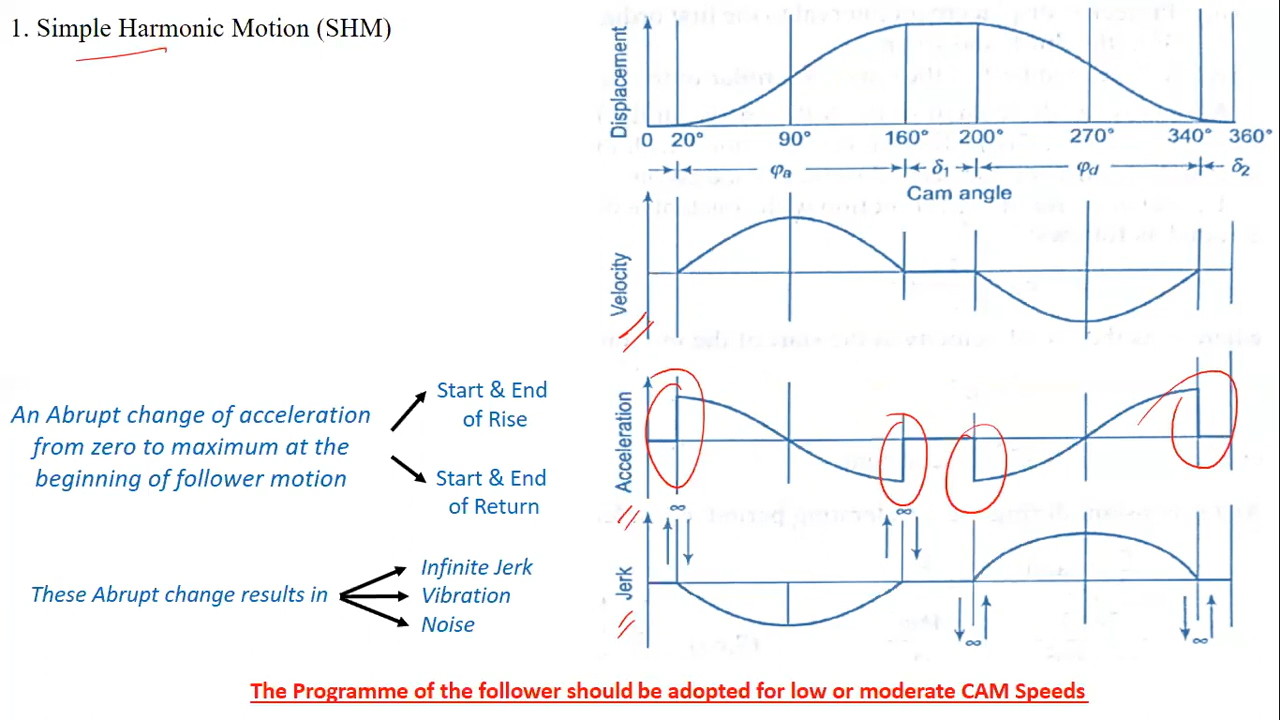 1. Simple Harmonic Motion (SHM)
An Abrupt change of acceleration
from zero to maximum at the
beginning of follower motion
Start & End
of Rise
Start & End
of Return
These Abrupt change results in
Infinite Jerk
Vibration
Noise
Displacement
0 20° 90° 160° 200° 270° 340° 360°
φa δ1 φd δ2
Cam angle
Velocity
Acceleration
∞ ∞
Jerk
∞ ∞
The Programme of the follower should be adopted for low or moderate CAM Speeds